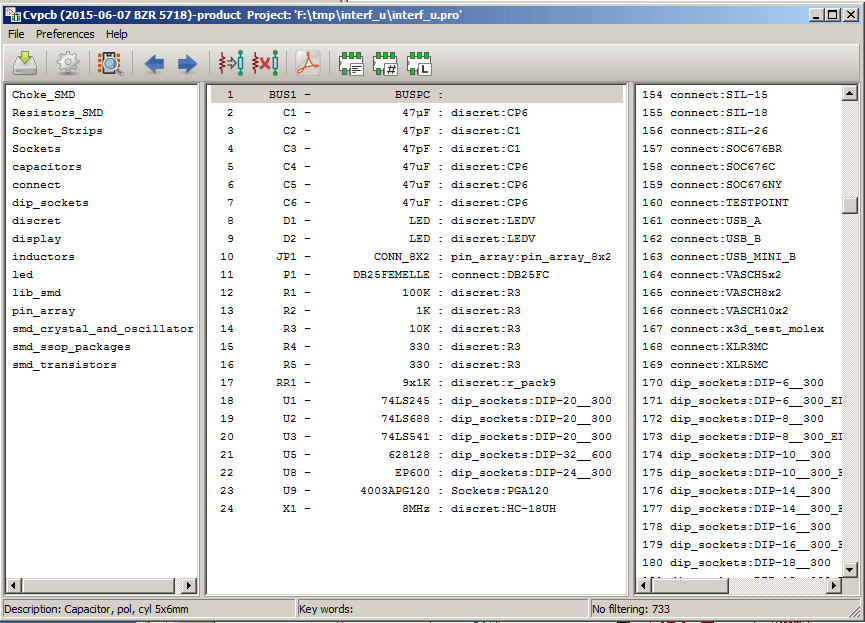 Cvpcb (2015-06-07 BZR 5718)-product Project: 'F:\tmp\interf_u\interf_u.pro'
File Preferences Help
Choke_SMD
Resistors_SMD
Socket_Strips
Sockets
capacitors
connect
dip_sockets
discret
display
inductors
led
lib_smd
pin_array
smd_crystal_and_oscillator
smd_ssop_packages
smd_transistors
1 BUS1 - BUSPC :
2 C1 - 47uF : discret:CP6
3 C2 - 47pF : discret:C1
4 C3 - 47pF : discret:C1
5 C4 - 47uF : discret:CP6
6 C5 - 47uF : discret:CP6
7 C6 - 47uF : discret:CP6
8 D1 - LED : discret:LEDV
9 D2 - LED : discret:LEDV
10 JP1 - CONN_8X2 : pin_array:pin_array_8x2
11 P1 - DB25FEMELLE : connect:DB25FC
12 R1 - 100K : discret:R3
13 R2 - 1K : discret:R3
14 R3 - 10K : discret:R3
15 R4 - 330 : discret:R3
16 R5 - 330 : discret:R3
17 RR1 - 9x1K : discret:r_pack9
18 U1 - 74LS245 : dip_sockets:DIP-20__300
19 U2 - 74LS688 : dip_sockets:DIP-20__300
20 U3 - 74LS541 : dip_sockets:DIP-20__300
21 U5 - 628128 : dip_sockets:DIP-32__600
22 U8 - EP600 : dip_sockets:DIP-24__300
23 U9 - 4003APG120 : Sockets:PGA120
24 X1 - 8MHz : discret:HC-18UH
154 connect:SIL-15
155 connect:SIL-18
156 connect:SIL-26
157 connect:SOC676BR
158 connect:SOC676C
159 connect:SOC676NY
160 connect:TESTPOINT
161 connect:USB_A
162 connect:USB_B
163 connect:USB_MINI_B
164 connect:VASCH5x2
165 connect:VASCH8x2
166 connect:VASCH10x2
167 connect:x3d_test_molex
168 connect:XLR3MC
169 connect:XLR5MC
170 dip_sockets:DIP-6__300
171 dip_sockets:DIP-6__300_EL
172 dip_sockets:DIP-8__300
173 dip_sockets:DIP-8__300_EL
174 dip_sockets:DIP-10__300
175 dip_sockets:DIP-10__300_E
176 dip_sockets:DIP-14__300
177 dip_sockets:DIP-14__300_E
178 dip_sockets:DIP-16__300
179 dip_sockets:DIP-16__300_E
180 dip_sockets:DIP-18__300
Description: Capacitor, pol, cyl 5x6mm
Key words:
No filtering: 733